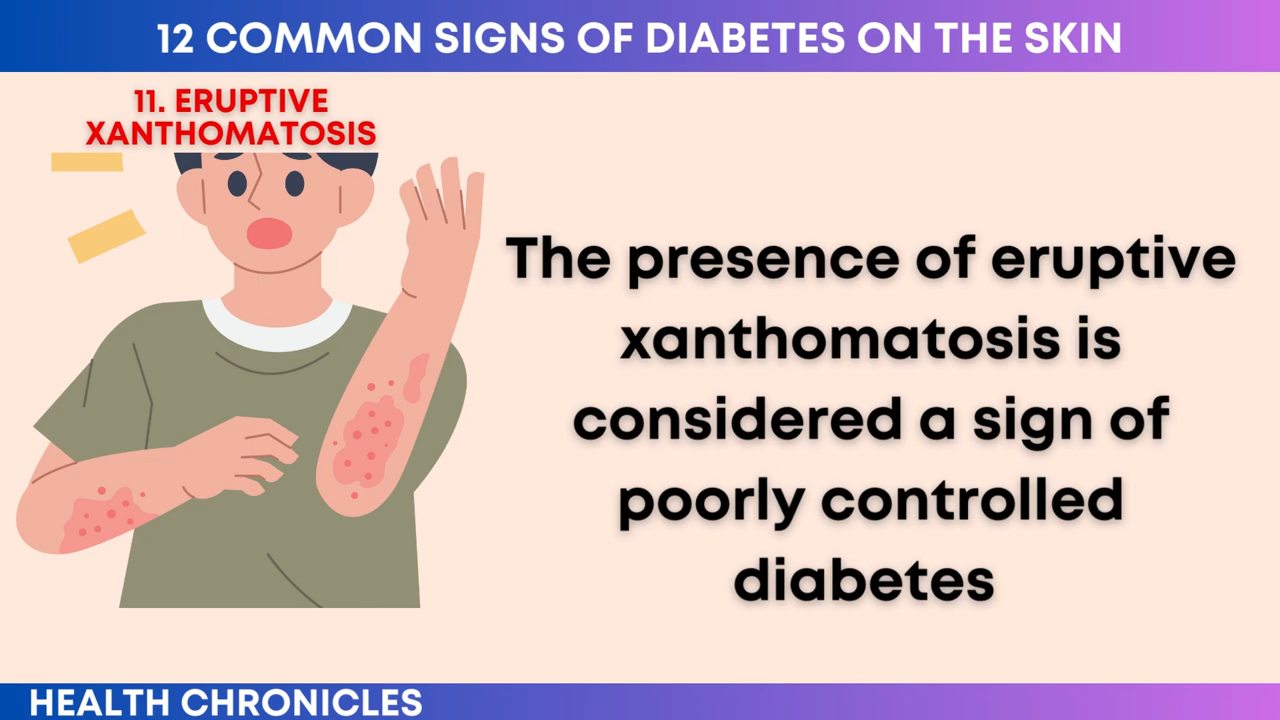 12 COMMON SIGNS OF DIABETES ON THE SKIN
11. ERUPTIVE
XANTHOMATOSIS
The presence of eruptive
xanthomatosis is
considered a sign of
poorly controlled
diabetes
HEALTH CHRONICLES